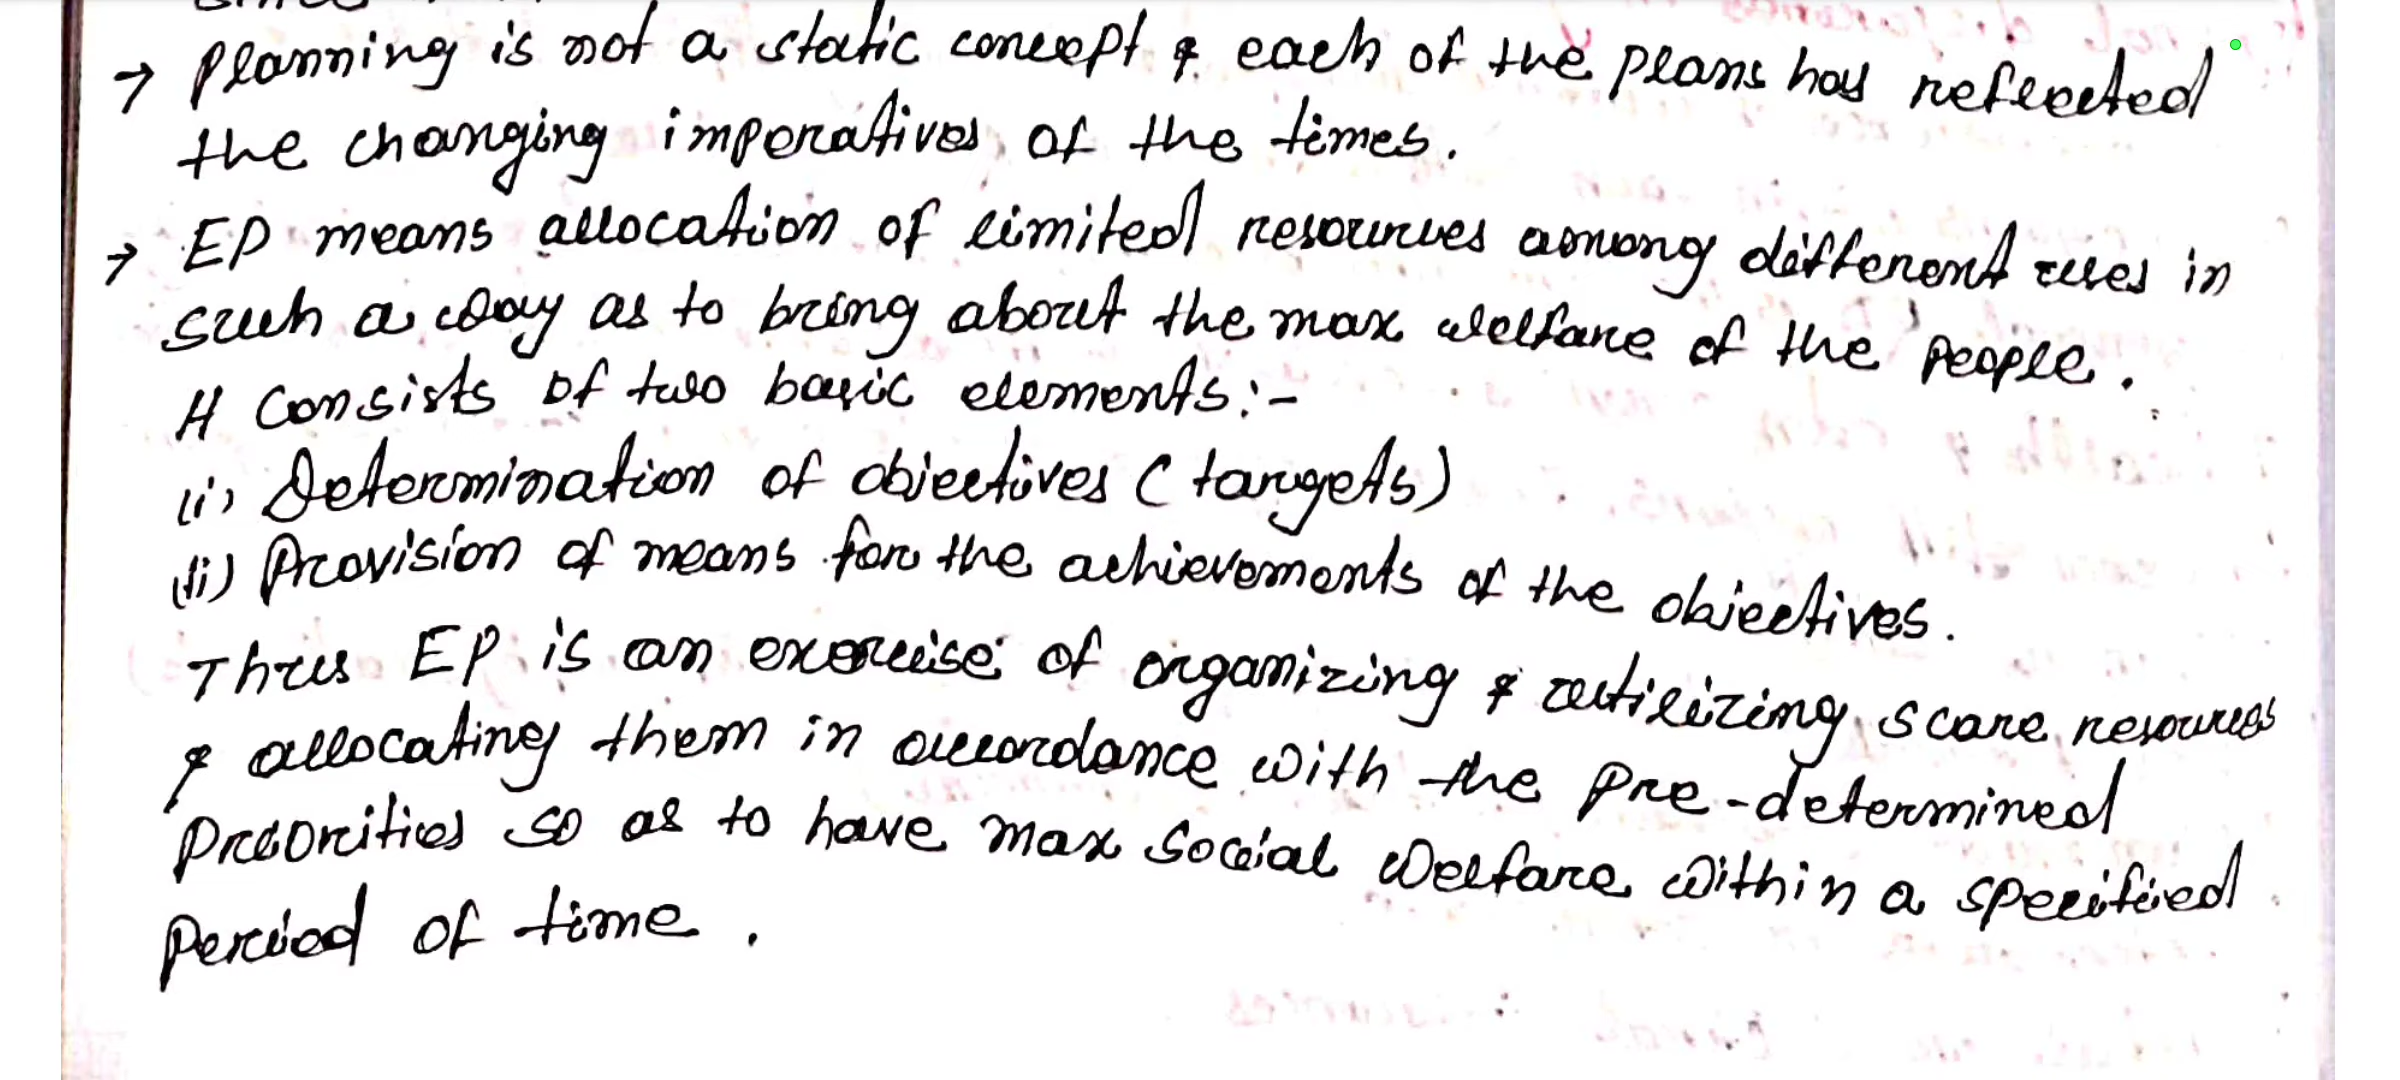 → Planning is not a static concept & each of the plans has reflected
the changing imperatives of the times.
→ EP means allocation of limited resources among different uses in
such a way as to bring about the max welfare of the people.
It consists of two basic elements:-
(i) Determination of objectives (targets)
(ii) Provision of means for the achievements of the objectives.
Thus EP is an exercise of organizing & utilizing scare resources
& allocating them in accordance with the pre-determined
priorities so as to have max social welfare within a specified
period of time.